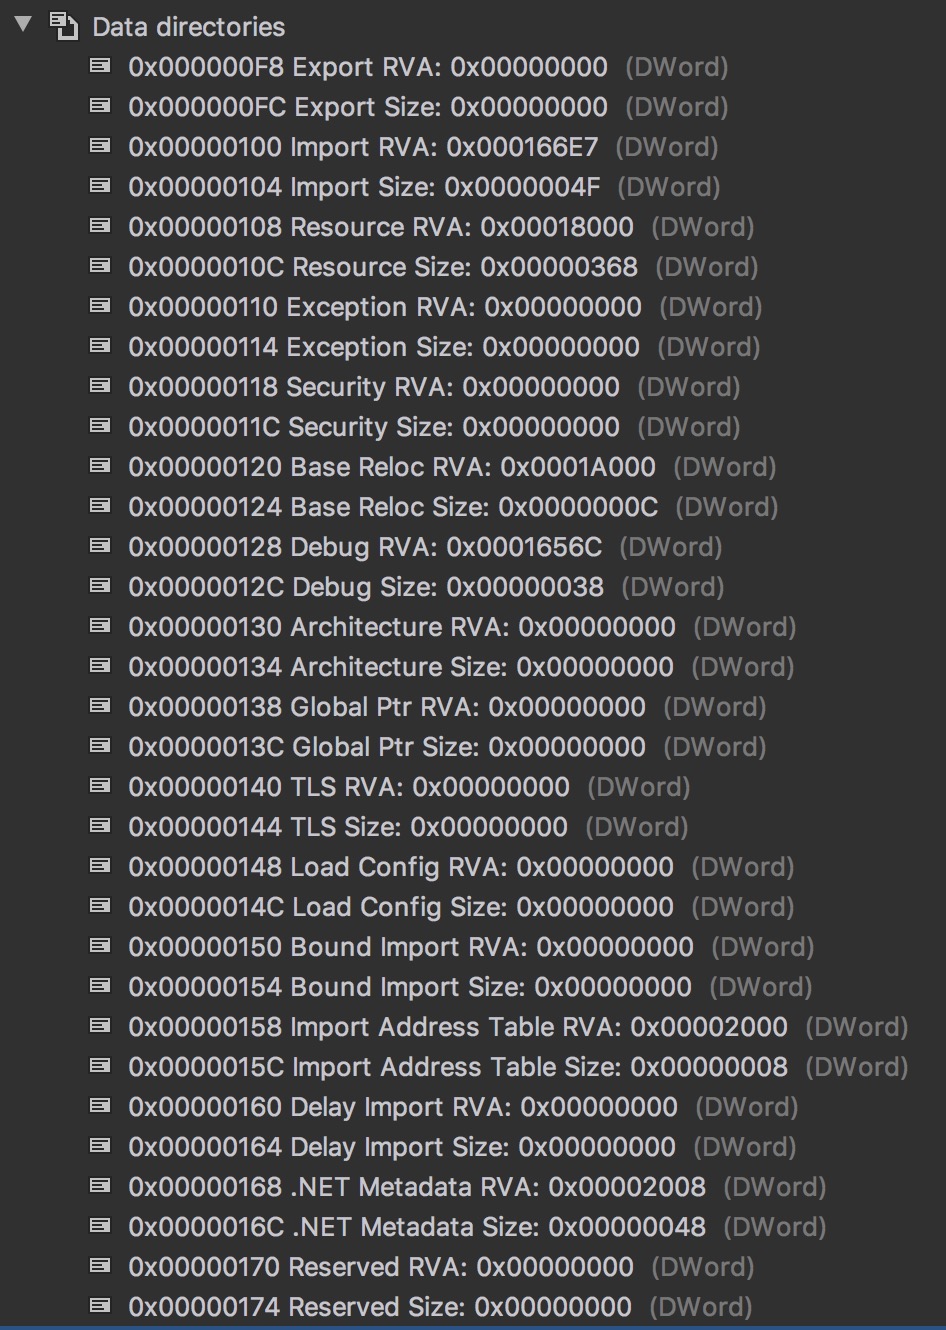 Data directories
0x000000F8 Export RVA: 0x00000000 (DWord)
0x000000FC Export Size: 0x00000000 (DWord)
0x00000100 Import RVA: 0x000166E7 (DWord)
0x00000104 Import Size: 0x0000004F (DWord)
0x00000108 Resource RVA: 0x00018000 (DWord)
0x0000010C Resource Size: 0x00000368 (DWord)
0x00000110 Exception RVA: 0x00000000 (DWord)
0x00000114 Exception Size: 0x00000000 (DWord)
0x00000118 Security RVA: 0x00000000 (DWord)
0x0000011C Security Size: 0x00000000 (DWord)
0x00000120 Base Reloc RVA: 0x0001A000 (DWord)
0x00000124 Base Reloc Size: 0x0000000C (DWord)
0x00000128 Debug RVA: 0x0001656C (DWord)
0x0000012C Debug Size: 0x00000038 (DWord)
0x00000130 Architecture RVA: 0x00000000 (DWord)
0x00000134 Architecture Size: 0x00000000 (DWord)
0x00000138 Global Ptr RVA: 0x00000000 (DWord)
0x0000013C Global Ptr Size: 0x00000000 (DWord)
0x00000140 TLS RVA: 0x00000000 (DWord)
0x00000144 TLS Size: 0x00000000 (DWord)
0x00000148 Load Config RVA: 0x00000000 (DWord)
0x0000014C Load Config Size: 0x00000000 (DWord)
0x00000150 Bound Import RVA: 0x00000000 (DWord)
0x00000154 Bound Import Size: 0x00000000 (DWord)
0x00000158 Import Address Table RVA: 0x00002000 (DWord)
0x0000015C Import Address Table Size: 0x00000008 (DWord)
0x00000160 Delay Import RVA: 0x00000000 (DWord)
0x00000164 Delay Import Size: 0x00000000 (DWord)
0x00000168 .NET Metadata RVA: 0x00002008 (DWord)
0x0000016C .NET Metadata Size: 0x00000048 (DWord)
0x00000170 Reserved RVA: 0x00000000 (DWord)
0x00000174 Reserved Size: 0x00000000 (DWord)